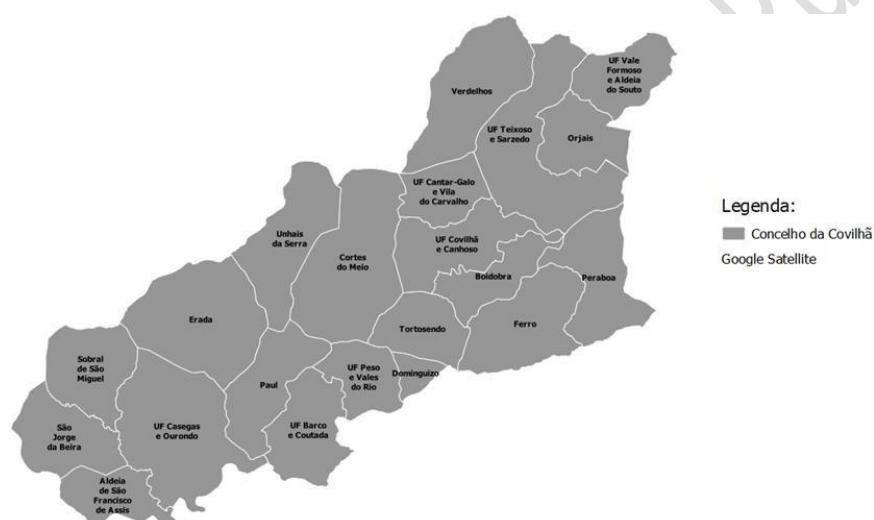 UF Vale
Formoso
e Aldeia
do Souto
Verdelhos
UF Teixoso
e Sarzedo
Orjais
UF Cantar-Galo
e Vila
do Carvalho
Unhais
da Serra
Cortes
do Meio
UF Covilhã
e Canhoso
Boidobra
Peraboa
Erada
Tortosendo
Ferro
Sobral
de São
Miguel
Paul
UF Peso
e Vales
do Rio
Dominguizo
São
Jorge
da Beira
UF Casegas
e Ourondo
UF Barco
e Coutada
Aldeia
de São
Francisco
de Assis
Legenda:
Concelho da Covilhã
Google Satellite